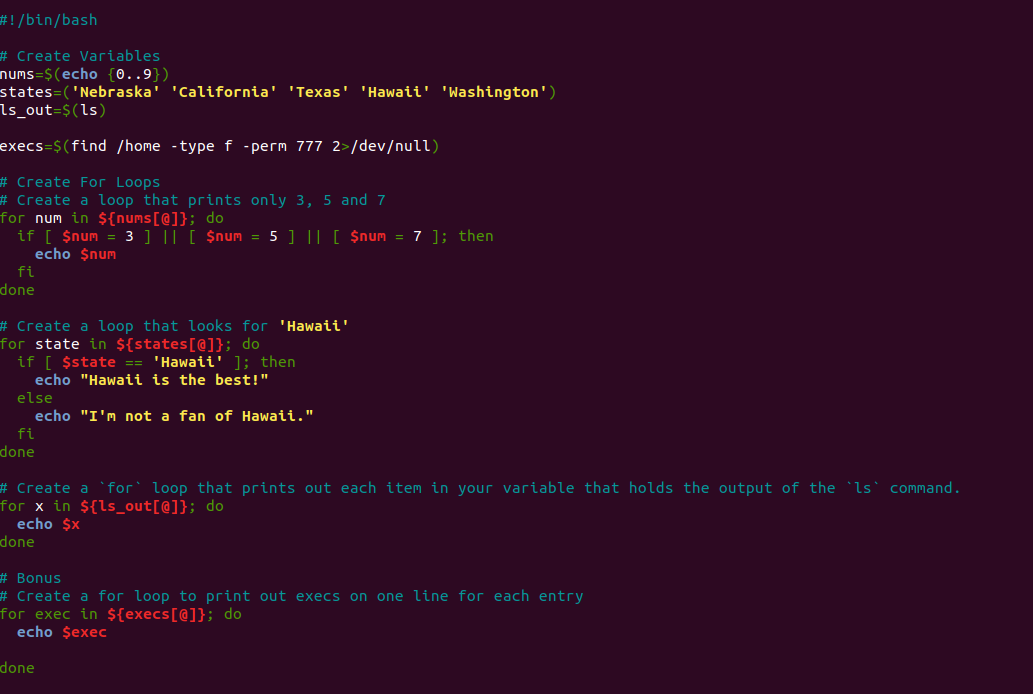 #!/bin/bash

# Create Variables
nums=$(echo {0..9})
states=('Nebraska' 'California' 'Texas' 'Hawaii' 'Washington')
ls_out=$(ls)

execs=$(find /home -type f -perm 777 2>/dev/null)

# Create For Loops
# Create a loop that prints only 3, 5 and 7
for num in ${nums[@]}; do
  if [ $num = 3 ] || [ $num = 5 ] || [ $num = 7 ]; then
    echo $num
  fi
done

# Create a loop that looks for 'Hawaii'
for state in ${states[@]}; do
  if [ $state == 'Hawaii' ]; then
    echo "Hawaii is the best!"
  else
    echo "I'm not a fan of Hawaii."
  fi
done

# Create a `for` loop that prints out each item in your variable that holds the output of the `ls` command.
for x in ${ls_out[@]}; do
  echo $x
done

# Bonus
# Create a for loop to print out execs on one line for each entry
for exec in ${execs[@]}; do
  echo $exec

done